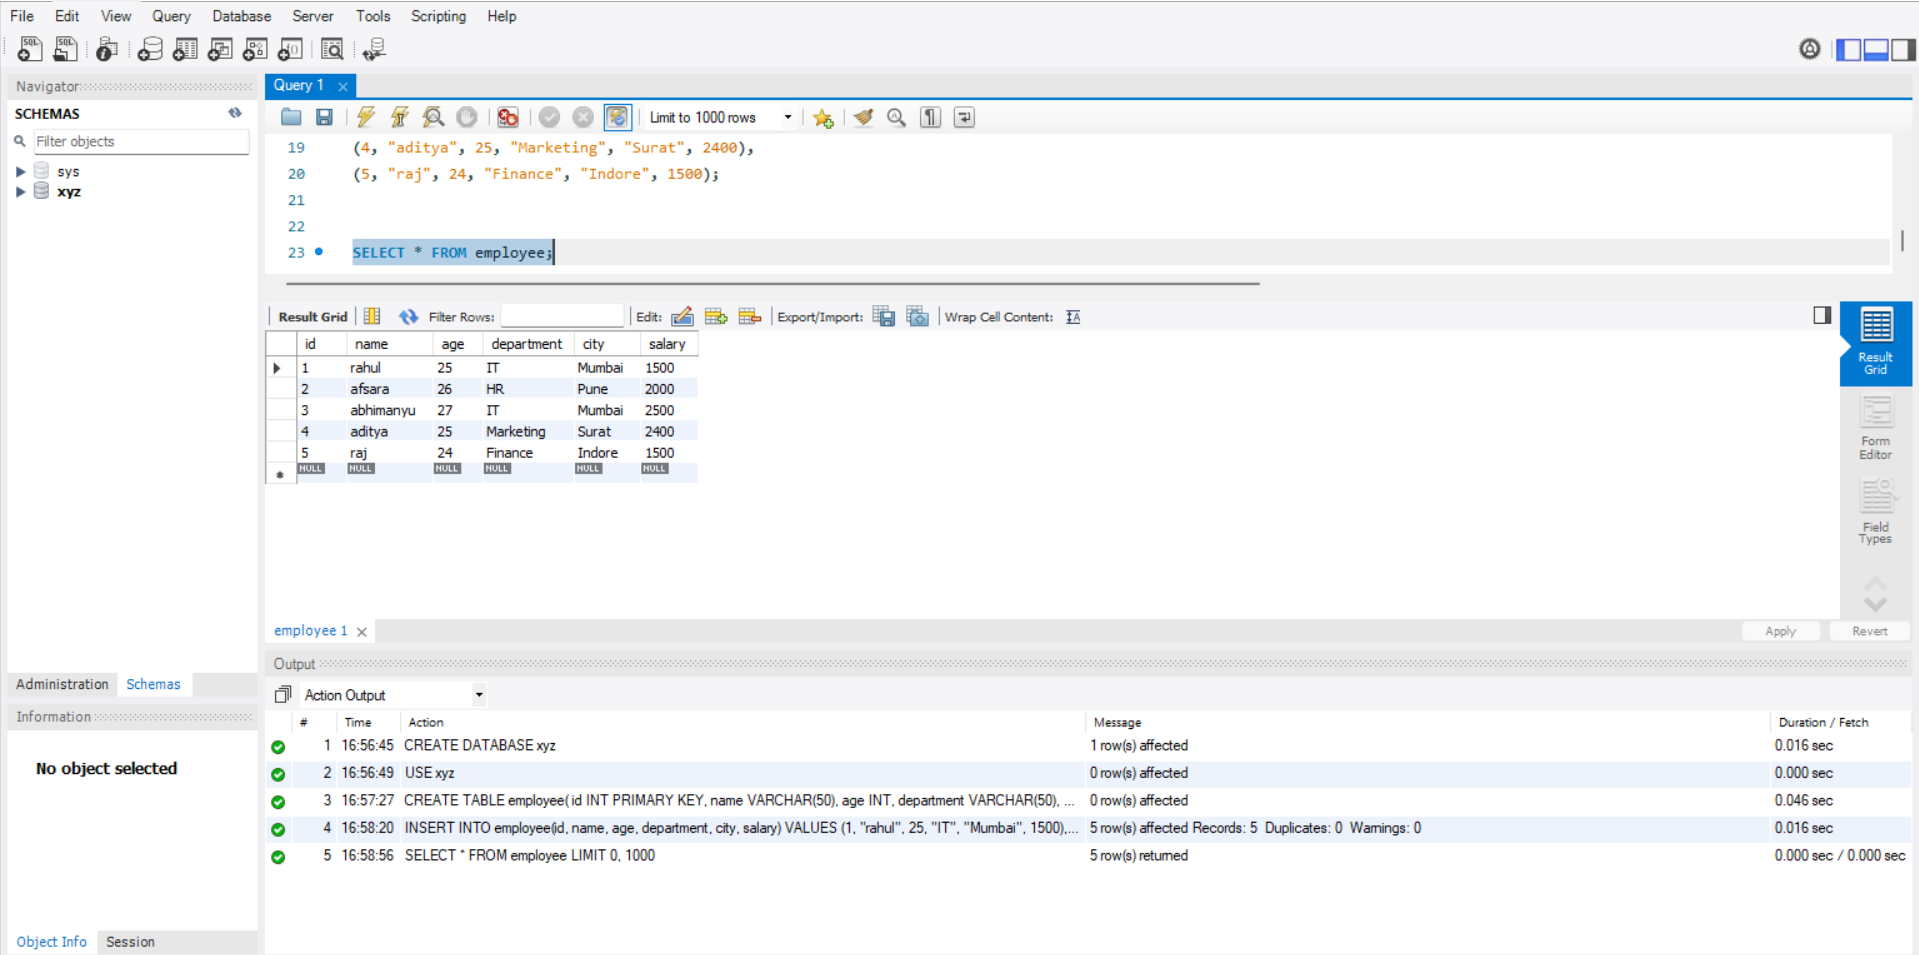 File Edit View Query Database Server Tools Scripting Help
Navigator
SCHEMAS
Filter objects
sys
xyz
Administration Schemas
Information
No object selected
Object Info Session
Query 1
Limit to 1000 rows
19 (4, "aditya", 25, "Marketing", "Surat", 2400),
20 (5, "raj", 24, "Finance", "Indore", 1500);
21
22
23 SELECT * FROM employee;
Result Grid Filter Rows: Edit: Export/Import: Wrap Cell Content:
id name age department city salary
1 rahul 25 IT Mumbai 1500
2 afsara 26 HR Pune 2000
3 abhimanyu 27 IT Mumbai 2500
4 aditya 25 Marketing Surat 2400
5 raj 24 Finance Indore 1500
NULL NULL NULL NULL NULL NULL
Result
Grid
Form
Editor
Field
Types
employee 1 Apply Revert
Output
Action Output
# Time Action Message Duration / Fetch
1 16:56:45 CREATE DATABASE xyz 1 row(s) affected 0.016 sec
2 16:56:49 USE xyz 0 row(s) affected 0.000 sec
3 16:57:27 CREATE TABLE employee( id INT PRIMARY KEY, name VARCHAR(50), age INT, department VARCHAR(50), ... 0 row(s) affected 0.046 sec
4 16:58:20 INSERT INTO employee(id, name, age, department, city, salary) VALUES (1, "rahul", 25, "IT", "Mumbai", 1500),... 5 row(s) affected Records: 5 Duplicates: 0 Warnings: 0 0.016 sec
5 16:58:56 SELECT * FROM employee LIMIT 0, 1000 5 row(s) returned 0.000 sec / 0.000 sec